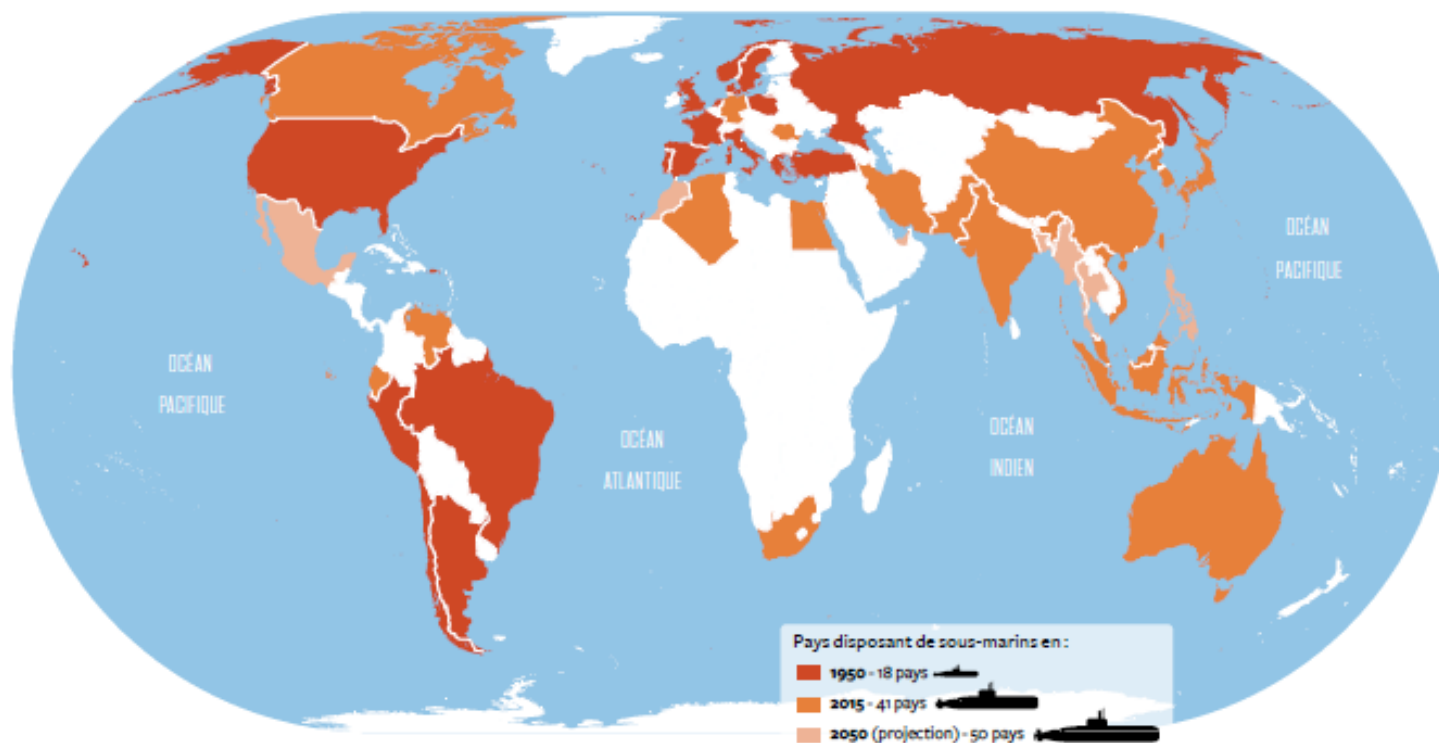 OCÉAN
PACIFIQUE
OCÉAN
PACIFIQUE
OCÉAN
ATLANTIQUE
OCÉAN
INDIEN
Pays disposant de sous-marins en :
1950 - 18 pays
2015 - 41 pays
2050 (projection) - 50 pays